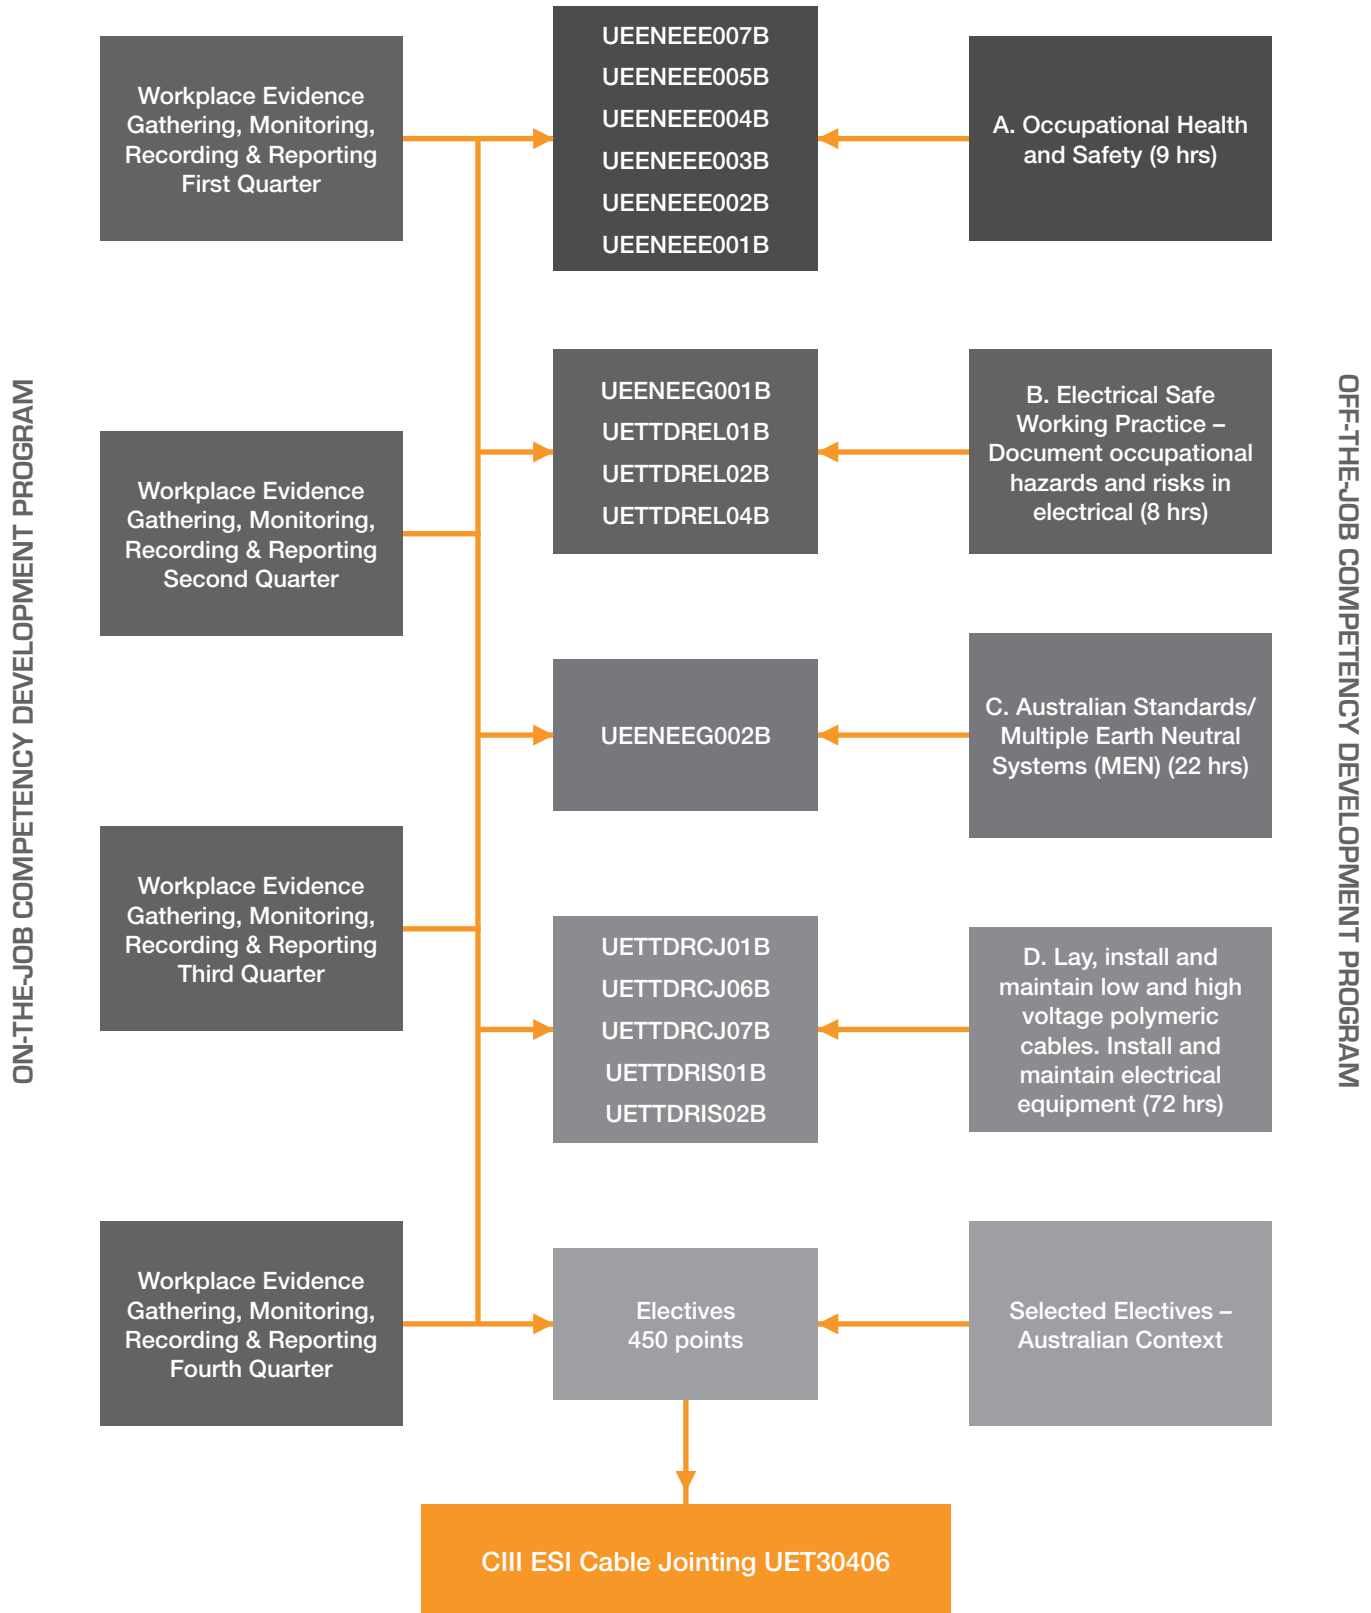 ON-THE-JOB COMPETENCY DEVELOPMENT PROGRAM
Workplace Evidence
Gathering, Monitoring,
Recording & Reporting
First Quarter
Workplace Evidence
Gathering, Monitoring,
Recording & Reporting
Second Quarter
Workplace Evidence
Gathering, Monitoring,
Recording & Reporting
Third Quarter
Workplace Evidence
Gathering, Monitoring,
Recording & Reporting
Fourth Quarter
UEENEEE007B
UEENEEE005B
UEENEEE004B
UEENEEE003B
UEENEEE002B
UEENEEE001B
UEENEEG001B
UETTDREL01B
UETTDREL02B
UETTDREL04B
UEENEEG002B
UETTDRCJ01B
UETTDRCJ06B
UETTDRCJ07B
UETTDRIS01B
UETTDRIS02B
Electives
450 points
A. Occupational Health
and Safety (9 hrs)
B. Electrical Safe
Working Practice –
Document occupational
hazards and risks in
electrical (8 hrs)
C. Australian Standards/
Multiple Earth Neutral
Systems (MEN) (22 hrs)
D. Lay, install and
maintain low and high
voltage polymeric
cables. Install and
maintain electrical
equipment (72 hrs)
Selected Electives –
Australian Context
OFF-THE-JOB COMPETENCY DEVELOPMENT PROGRAM
CIII ESI Cable Jointing UET30406